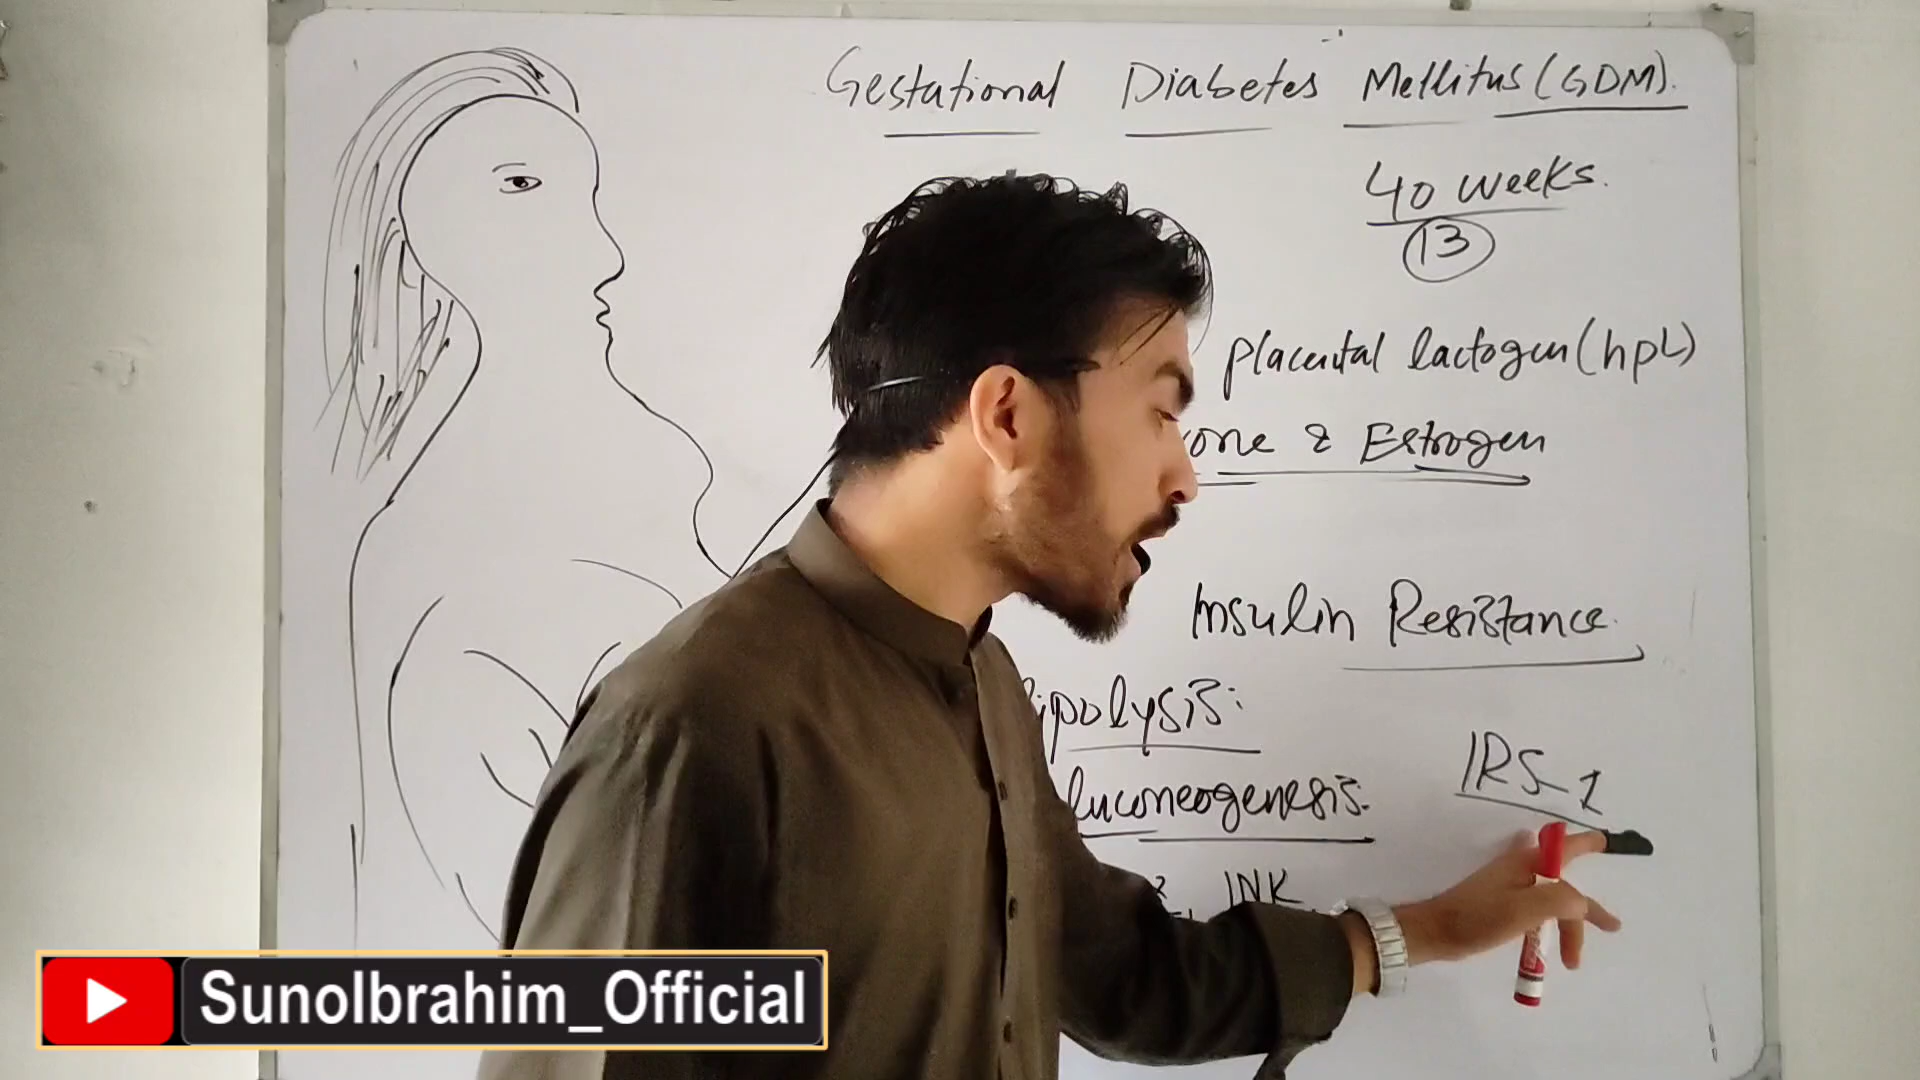 Gestational Diabetes Mellitus (GDM).
40 weeks.
13
placental lactogen (hpL)
one & Estrogen
Insulin Resistance.
lipolysis:
luconeogenesis:
IRS-1
JNK
SunoIbrahim_Official